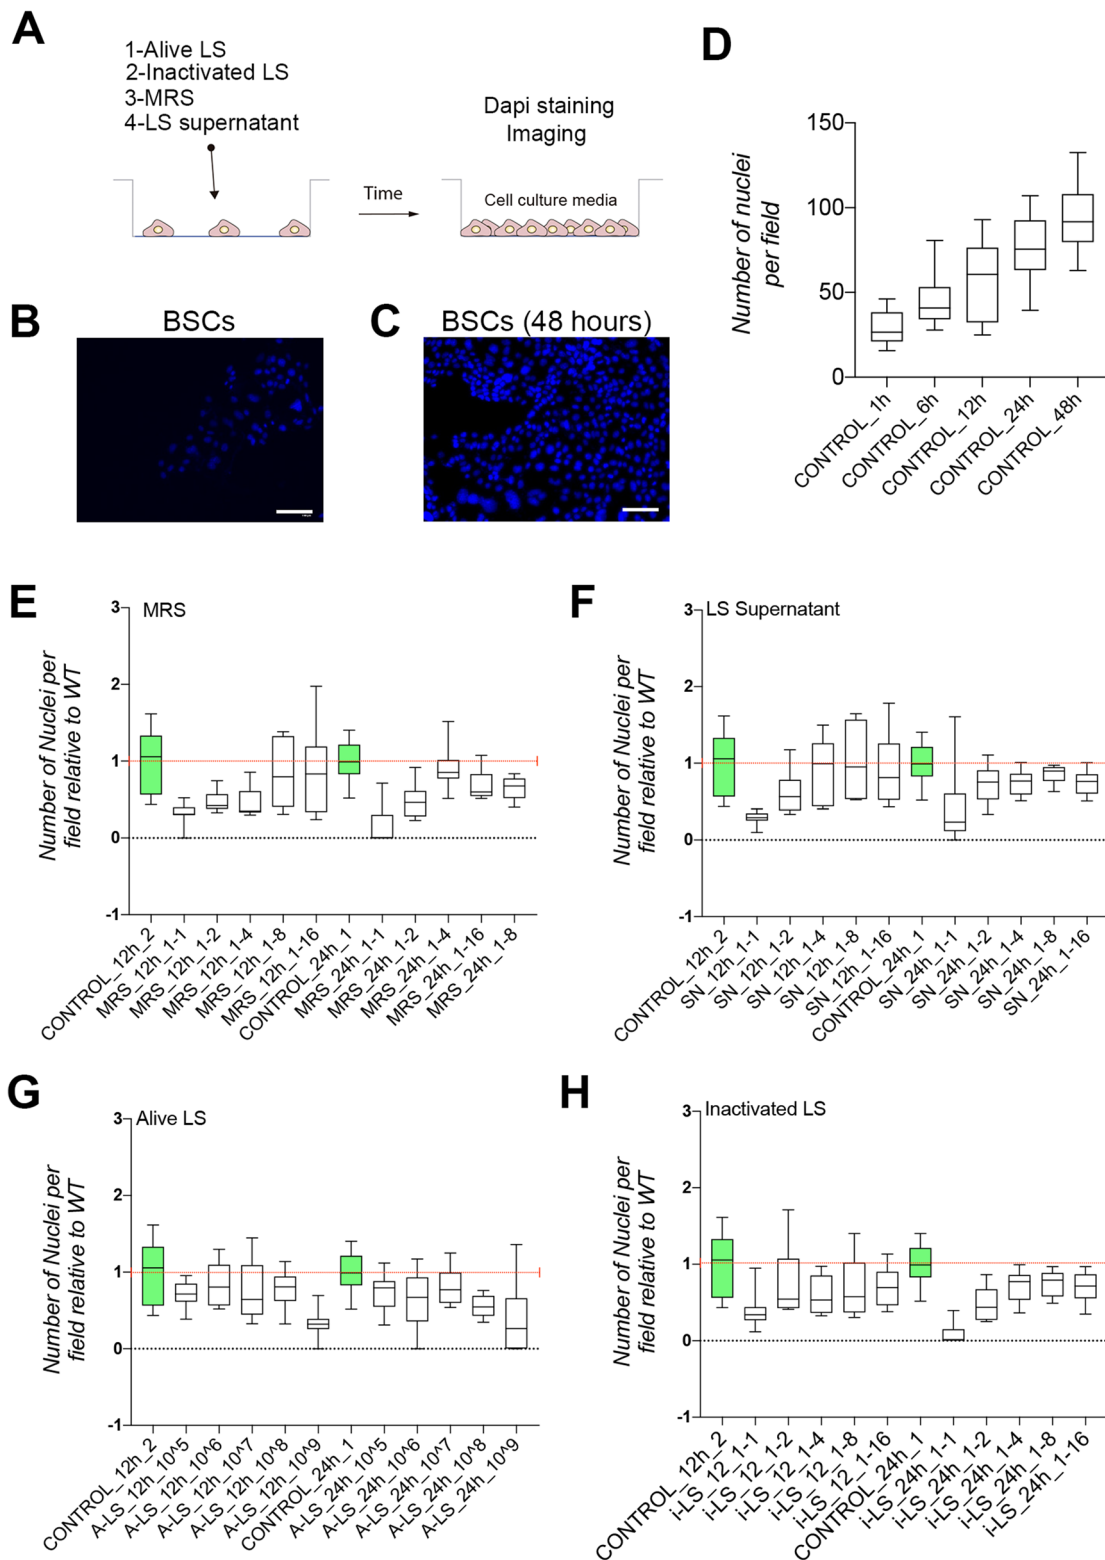 A
1-Alive LS
2-Inactivated LS
3-MRS
4-LS supernatant
Time
Dapi staining
Imaging
Cell culture media
B
BSCs
C
BSCs (48 hours)
D
Number of nuclei
per field
150
100
50
0
CONTROL_1h
CONTROL_6h
CONTROL_12h
CONTROL_24h
CONTROL_48h
E
MRS
Number of Nuclei per
field relative to WT
3
2
1
0
-1
CONTROL_12h_2
MRS_12h_1-1
MRS_12h_1-2
MRS_12h_1-4
MRS_12h_1-8
MRS_12h_1-16
CONTROL_24h_1
MRS_24h_1-1
MRS_24h_1-2
MRS_24h_1-4
MRS_24h_1-16
MRS_24h_1-8
F
LS Supernatant
Number of Nuclei per
field relative to WT
3
2
1
0
-1
CONTROL_12h_2
SN_12h_1-1
SN_12h_1-2
SN_12h_1-4
SN_12h_1-8
SN_12h_1-16
CONTROL_24h_1
SN_24h_1-1
SN_24h_1-2
SN_24h_1-4
SN_24h_1-8
SN_24h_1-16
G
Alive LS
Number of Nuclei per
field relative to WT
3
2
1
0
-1
CONTROL_12h_2
A-LS_12h_10^5
A-LS_12h_10^6
A-LS_12h_10^7
A-LS_12h_10^8
A-LS_12h_10^9
CONTROL_24h_1
A-LS_24h_10^5
A-LS_24h_10^6
A-LS_24h_10^7
A-LS_24h_10^8
A-LS_24h_10^9
H
Inactivated LS
Number of Nuclei per
field relative to WT
3
2
1
0
-1
CONTROL_12h_2
i-LS_12_1-1
i-LS_12_1-2
i-LS_12_1-4
i-LS_12_1-8
i-LS_12_1-16
CONTROL_24h_1
i-LS_24h_1-1
i-LS_24h_1-2
i-LS_24h_1-4
i-LS_24h_1-8
i-LS_24h_1-16